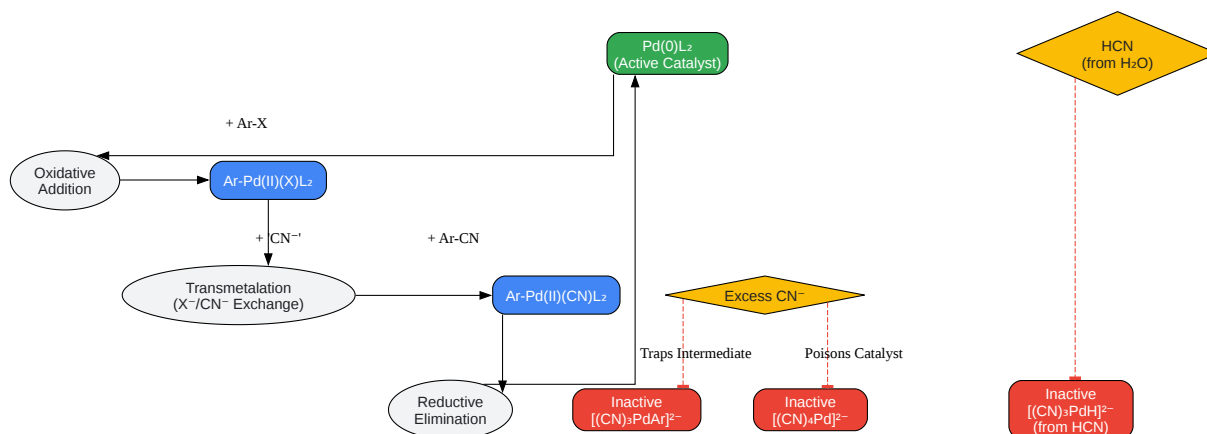 Pd(0)L₂
(Active Catalyst)
HCN
(from H₂O)
+ Ar-X
Oxidative
Addition
Ar-Pd(II)(X)L₂
+ 'CN⁻'
+ Ar-CN
Transmetalation
(X⁻/CN⁻ Exchange)
Ar-Pd(II)(CN)L₂
Excess CN⁻
Traps Intermediate
Poisons Catalyst
Reductive
Elimination
Inactive
[(CN)₃PdAr]²⁻
Inactive
[(CN)₄Pd]²⁻
Inactive
[(CN)₃PdH]²⁻
(from HCN)